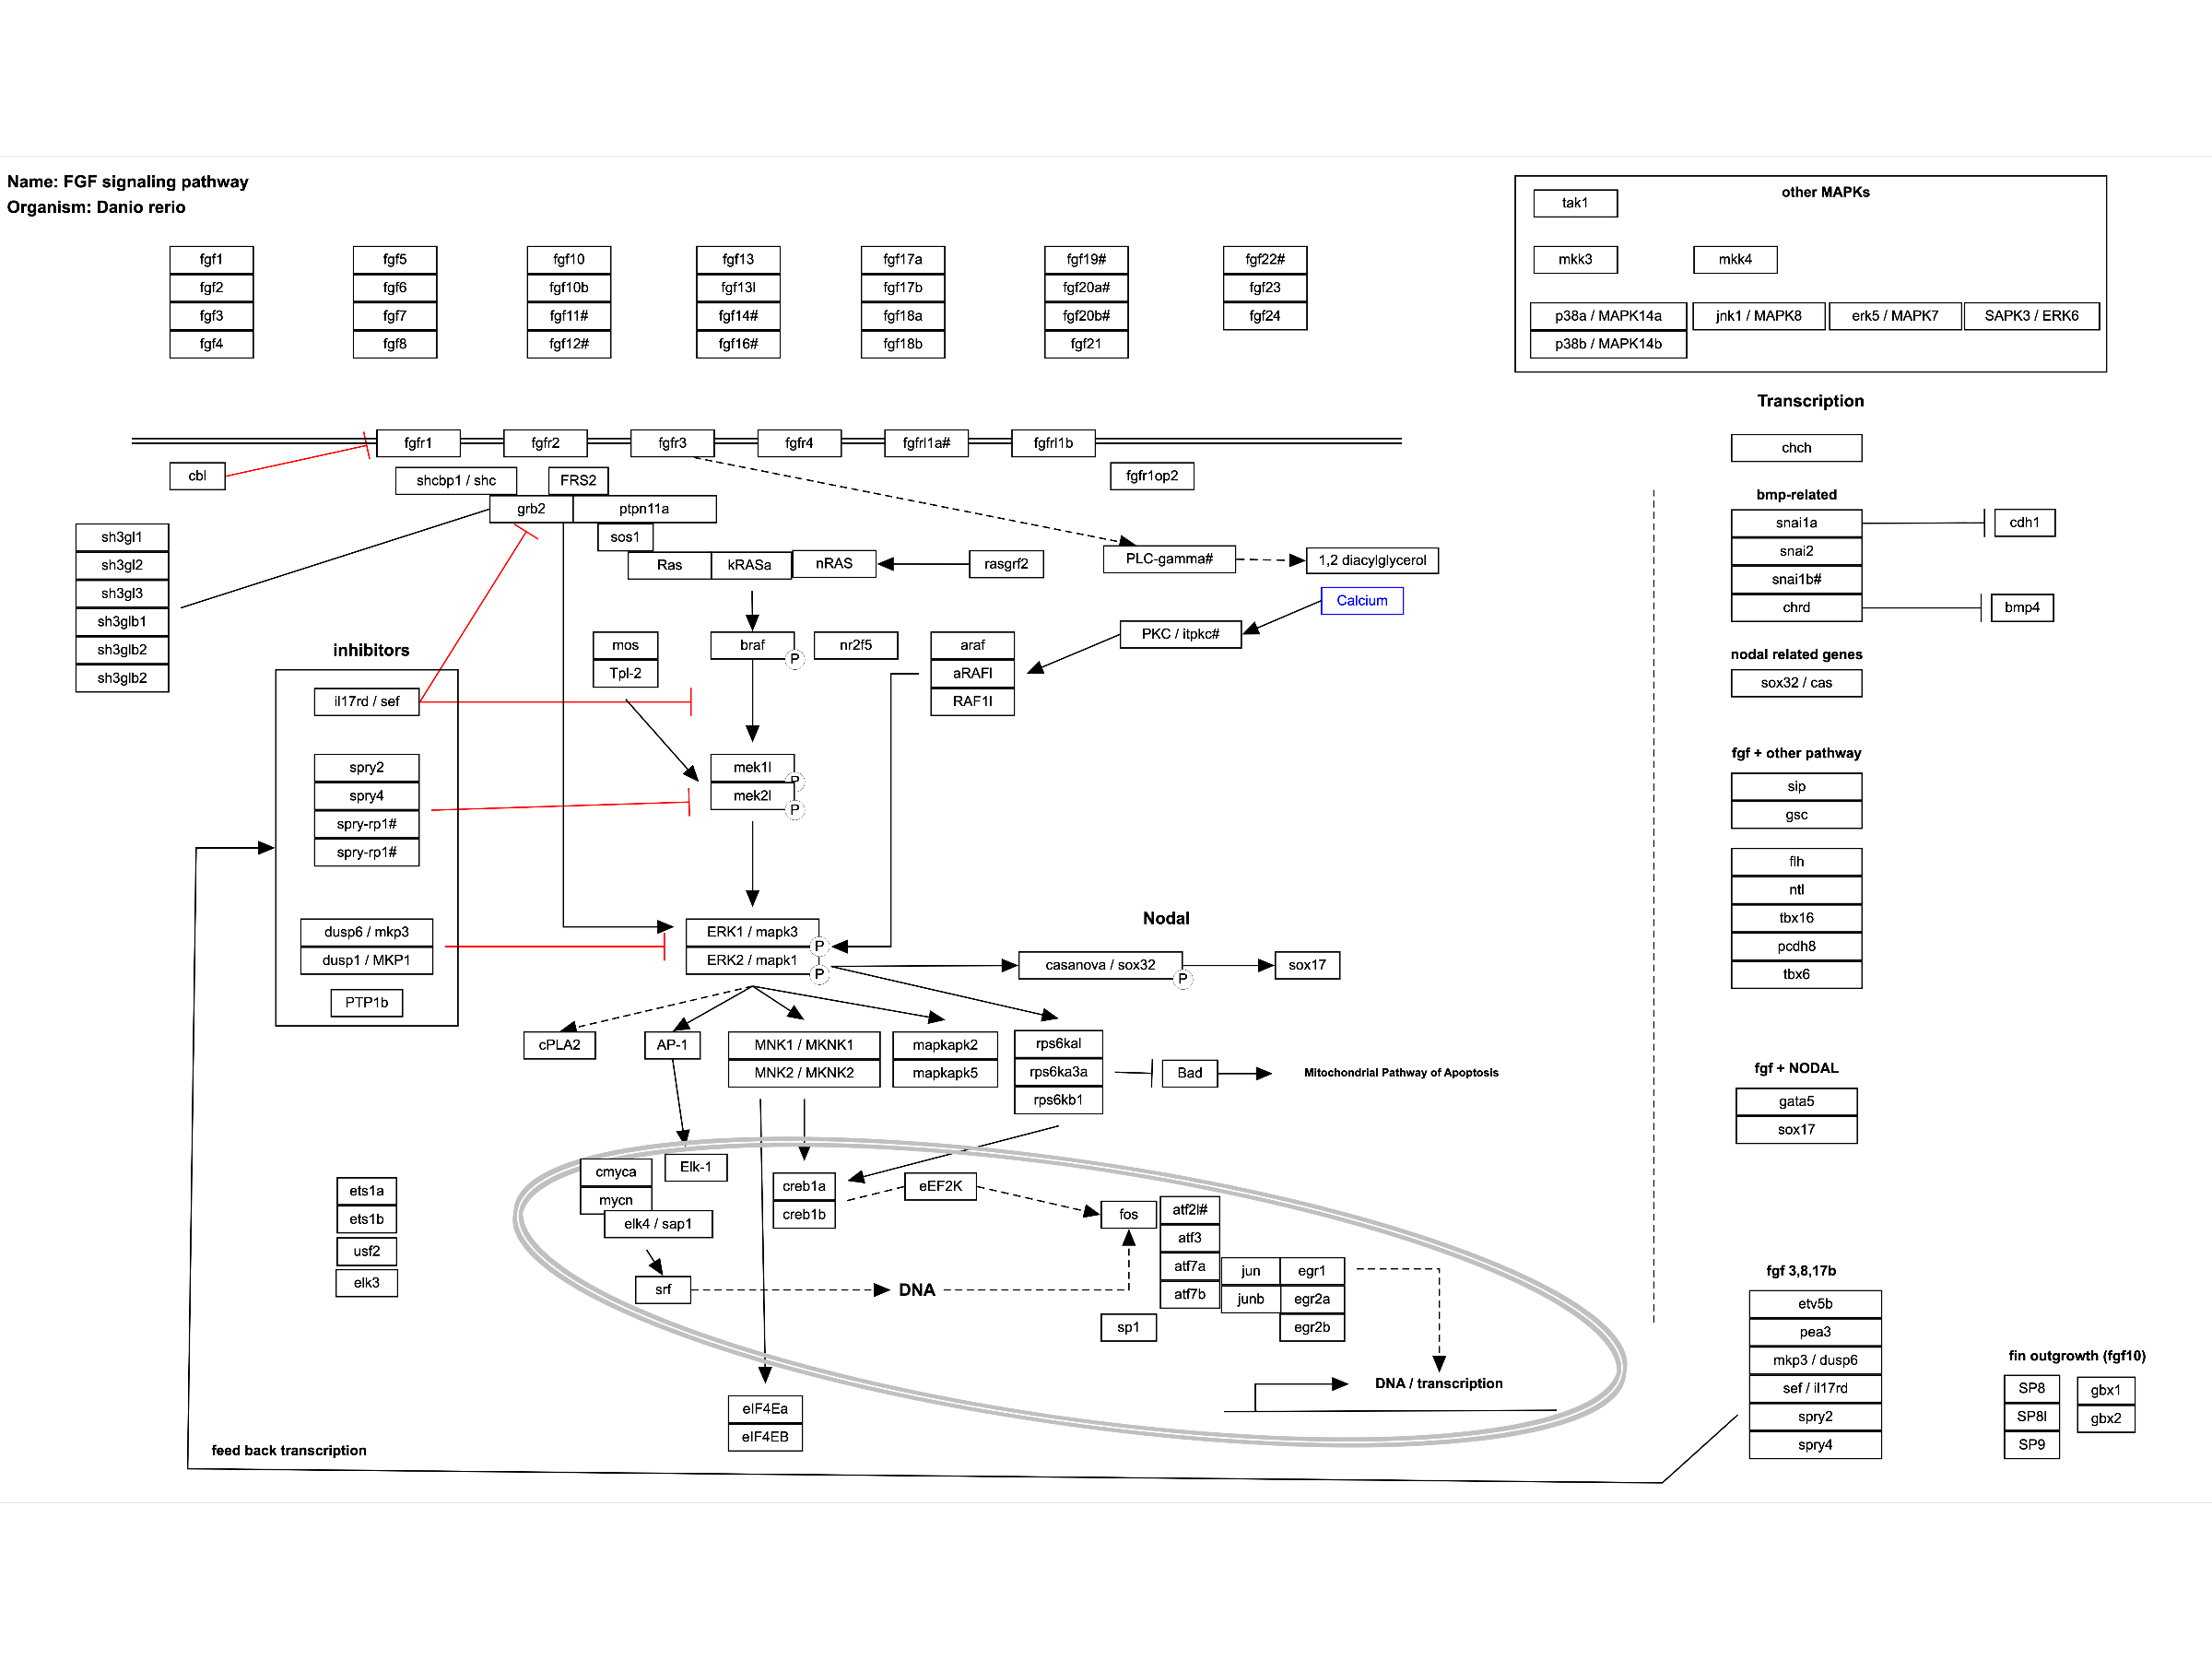 Name: FGF signaling pathway
Organism: Danio rerio
other MAPKs
tak1
mkk3
mkk4
p38a / MAPK14a
jnk1 / MAPK8
erk5 / MAPK7
SAPK3 / ERK6
p38b / MAPK14b
fgf1
fgf2
fgf3
fgf4
fgf5
fgf6
fgf7
fgf8
fgf10
fgf10b
fgf11#
fgf12#
fgf13
fgf13l
fgf14#
fgf16#
fgf17a
fgf17b
fgf18a
fgf18b
fgf19#
fgf20a#
fgf20b#
fgf21
fgf22#
fgf23
fgf24
fgfr1
fgfr2
fgfr3
fgfr4
fgfrl1a#
fgfrl1b
cbl
shcbp1 / shc
FRS2
fgfr1op2
grb2
ptpn11a
sos1
Ras
kRASa
nRAS
rasgrf2
PLC-gamma#
1,2 diacylglycerol
Calcium
PKC / itpkc#
sh3gl1
sh3gl2
sh3gl3
sh3glb1
sh3glb2
sh3glb2
inhibitors
il17rd / sef
spry2
spry4
spry-rp1#
spry-rp1#
dusp6 / mkp3
dusp1 / MKP1
PTP1b
mos
Tpl-2
braf
P
nr2f5
araf
aRAFl
RAF1l
mek1l
P
mek2l
P
ERK1 / mapk3
P
ERK2 / mapk1
P
Nodal
casanova / sox32
P
sox17
cPLA2
AP-1
MNK1 / MKNK1
MNK2 / MKNK2
mapkapk2
mapkapk5
rps6kal
rps6ka3a
rps6kb1
Bad
Mitochondrial Pathway of Apoptosis
ets1a
ets1b
usf2
elk3
cmyca
mycn
Elk-1
elk4 / sap1
srf
creb1a
creb1b
eEF2K
DNA
fos
atf2l#
atf3
atf7a
atf7b
jun
junb
egr1
egr2a
egr2b
sp1
DNA / transcription
eIF4Ea
eIF4EB
feed back transcription
Transcription
chch
bmp-related
snai1a
snai2
snai1b#
chrd
cdh1
bmp4
nodal related genes
sox32 / cas
fgf + other pathway
sip
gsc
flh
ntl
tbx16
pcdh8
tbx6
fgf + NODAL
gata5
sox17
fgf 3,8,17b
etv5b
pea3
mkp3 / dusp6
sef / il17rd
spry2
spry4
fin outgrowth (fgf10)
SP8
SP8l
SP9
gbx1
gbx2